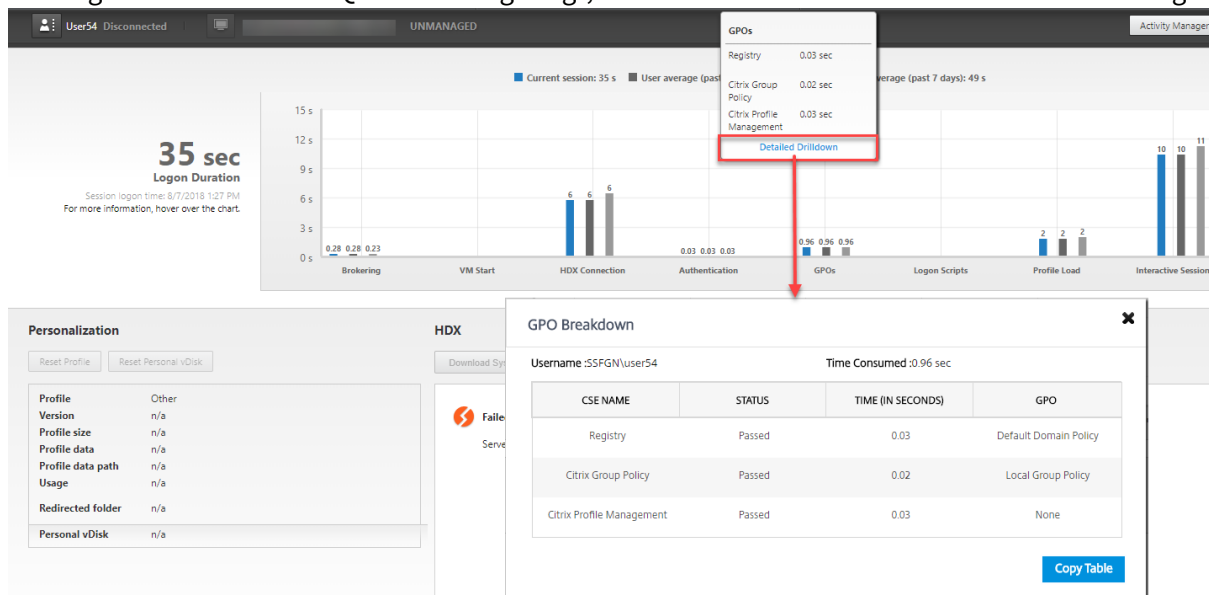 User54 Disconnected
UNMANAGED
Activity Manager
GPOs
Registry 0.03 sec
Citrix Group Policy 0.02 sec
Citrix Profile Management 0.03 sec
Detailed Drilldown
Current session: 35 s User average (past
average (past 7 days): 49 s
35 sec
Logon Duration
Session logon time: 8/7/2018 1:27 PM
For more information, hover over the chart.
15 s
12 s
9 s
6 s
3 s
0 s
0.28 0.28 0.23
6 6 6
0.03 0.03 0.03
0.96 0.96 0.96
2 2 2
10 10 11
Brokering VM Start HDX Connection Authentication GPOs Logon Scripts Profile Load Interactive Session
Personalization
Reset Profile Reset Personal vDisk
Profile Other
Version n/a
Profile size n/a
Profile data n/a
Profile data path n/a
Usage n/a
Redirected folder n/a
Personal vDisk n/a
HDX
Download Sys
Faile
Serve
GPO Breakdown
Username :SSFGN\user54 Time Consumed :0.96 sec
CSE NAME STATUS TIME (IN SECONDS) GPO
Registry Passed 0.03 Default Domain Policy
Citrix Group Policy Passed 0.02 Local Group Policy
Citrix Profile Management Passed 0.03 None
Copy Table